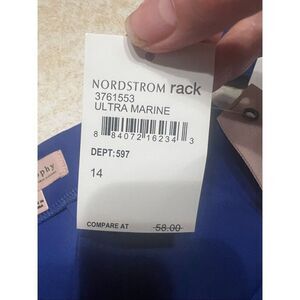 NORDSTROM rack
3761553
ULTRA MARINE
8 84072 16234 3
DEPT:597
14
COMPARE AT 58.00